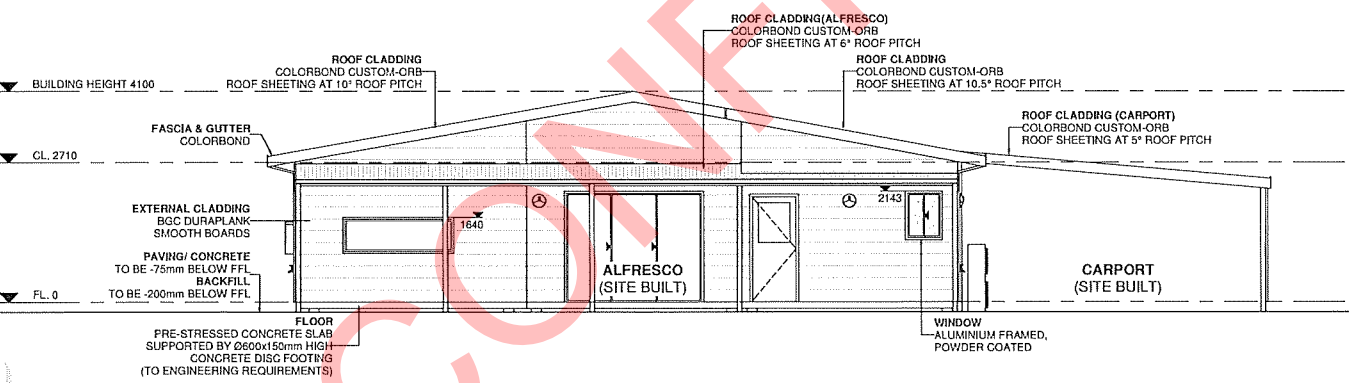 ROOF CLADDING(ALFRESCO)
COLORBOND CUSTOM-ORB
ROOF SHEETING AT 6° ROOF PITCH
ROOF CLADDING
COLORBOND CUSTOM-ORB
ROOF SHEETING AT 10° ROOF PITCH
ROOF CLADDING
COLORBOND CUSTOM-ORB
ROOF SHEETING AT 10.5° ROOF PITCH
BUILDING HEIGHT 4100
ROOF CLADDING (CARPORT)
COLORBOND CUSTOM-ORB
ROOF SHEETING AT 5° ROOF PITCH
FASCIA & GUTTER
COLORBOND
CL. 2710
EXTERNAL CLADDING
BGC DURAPLANK
SMOOTH BOARDS
1640
2143
PAVING/ CONCRETE
TO BE -75mm BELOW FFL
BACKFILL
TO BE -200mm BELOW FFL
FL. 0
ALFRESCO
(SITE BUILT)
CARPORT
(SITE BUILT)
FLOOR
PRE-STRESSED CONCRETE SLAB
SUPPORTED BY Ø600x150mm HIGH
CONCRETE DISC FOOTING
(TO ENGINEERING REQUIREMENTS)
WINDOW
ALUMINIUM FRAMED,
POWDER COATED
CONF